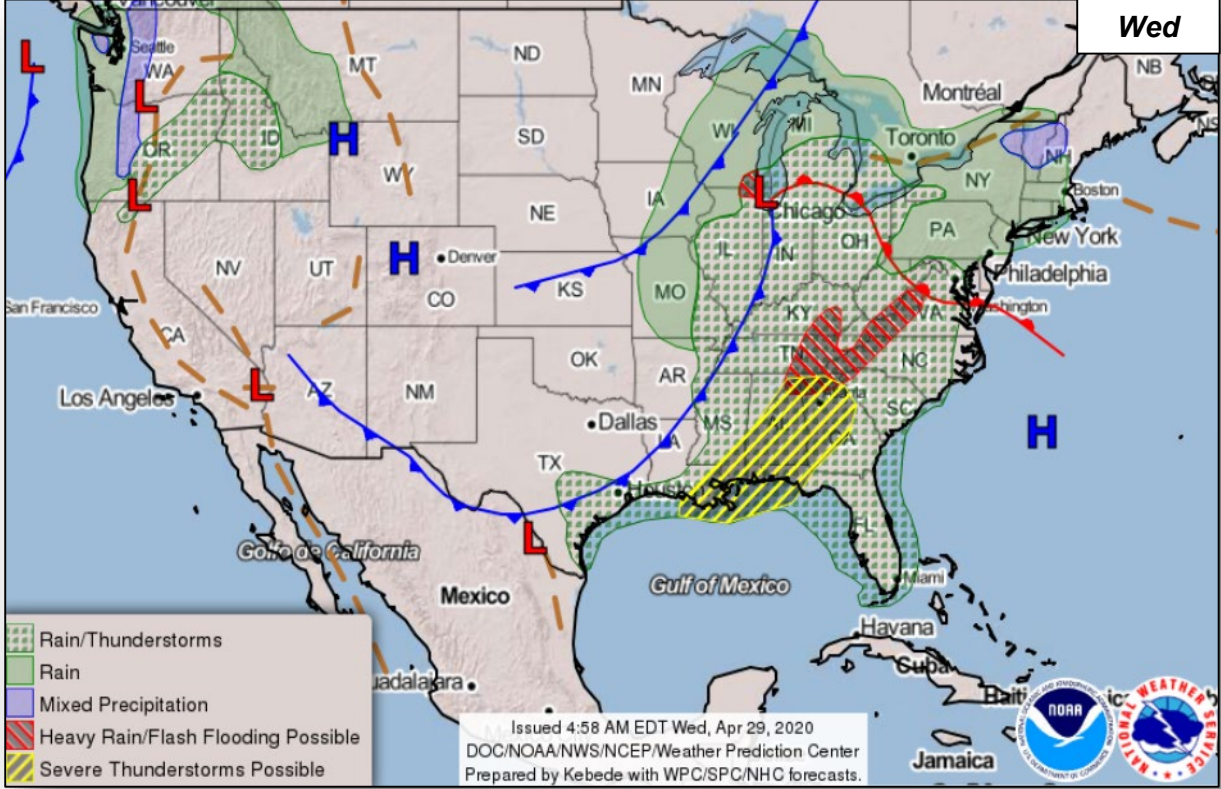 Wed
Vancouver
Seattle
WA
MT
ND
MN
NB
Montréal
OR
ID
SD
WI
MI
Toronto
NH
WY
IA
NY
Boston
NE
Chicago
PA
New York
NV
UT
Denver
CO
KS
IL
IN
OH
Philadelphia
San Francisco
MO
KY
VA
CA
OK
TN
NC
Los Angeles
AZ
NM
AR
SC
Dallas
MS
AL
GA
LA
TX
Houston
FL
Golfo de California
Mexico
Gulf of Mexico
Miami
Havana
Cuba
Haiti
Jamaica
L
L
L
L
L
L
H
H
H
Rain/Thunderstorms
Rain
Mixed Precipitation
Heavy Rain/Flash Flooding Possible
Severe Thunderstorms Possible
Issued 4:58 AM EDT Wed, Apr 29, 2020
DOC/NOAA/NWS/NCEP/Weather Prediction Center
Prepared by Kebede with WPC/SPC/NHC forecasts.
NOAA
NATIONAL WEATHER SERVICE